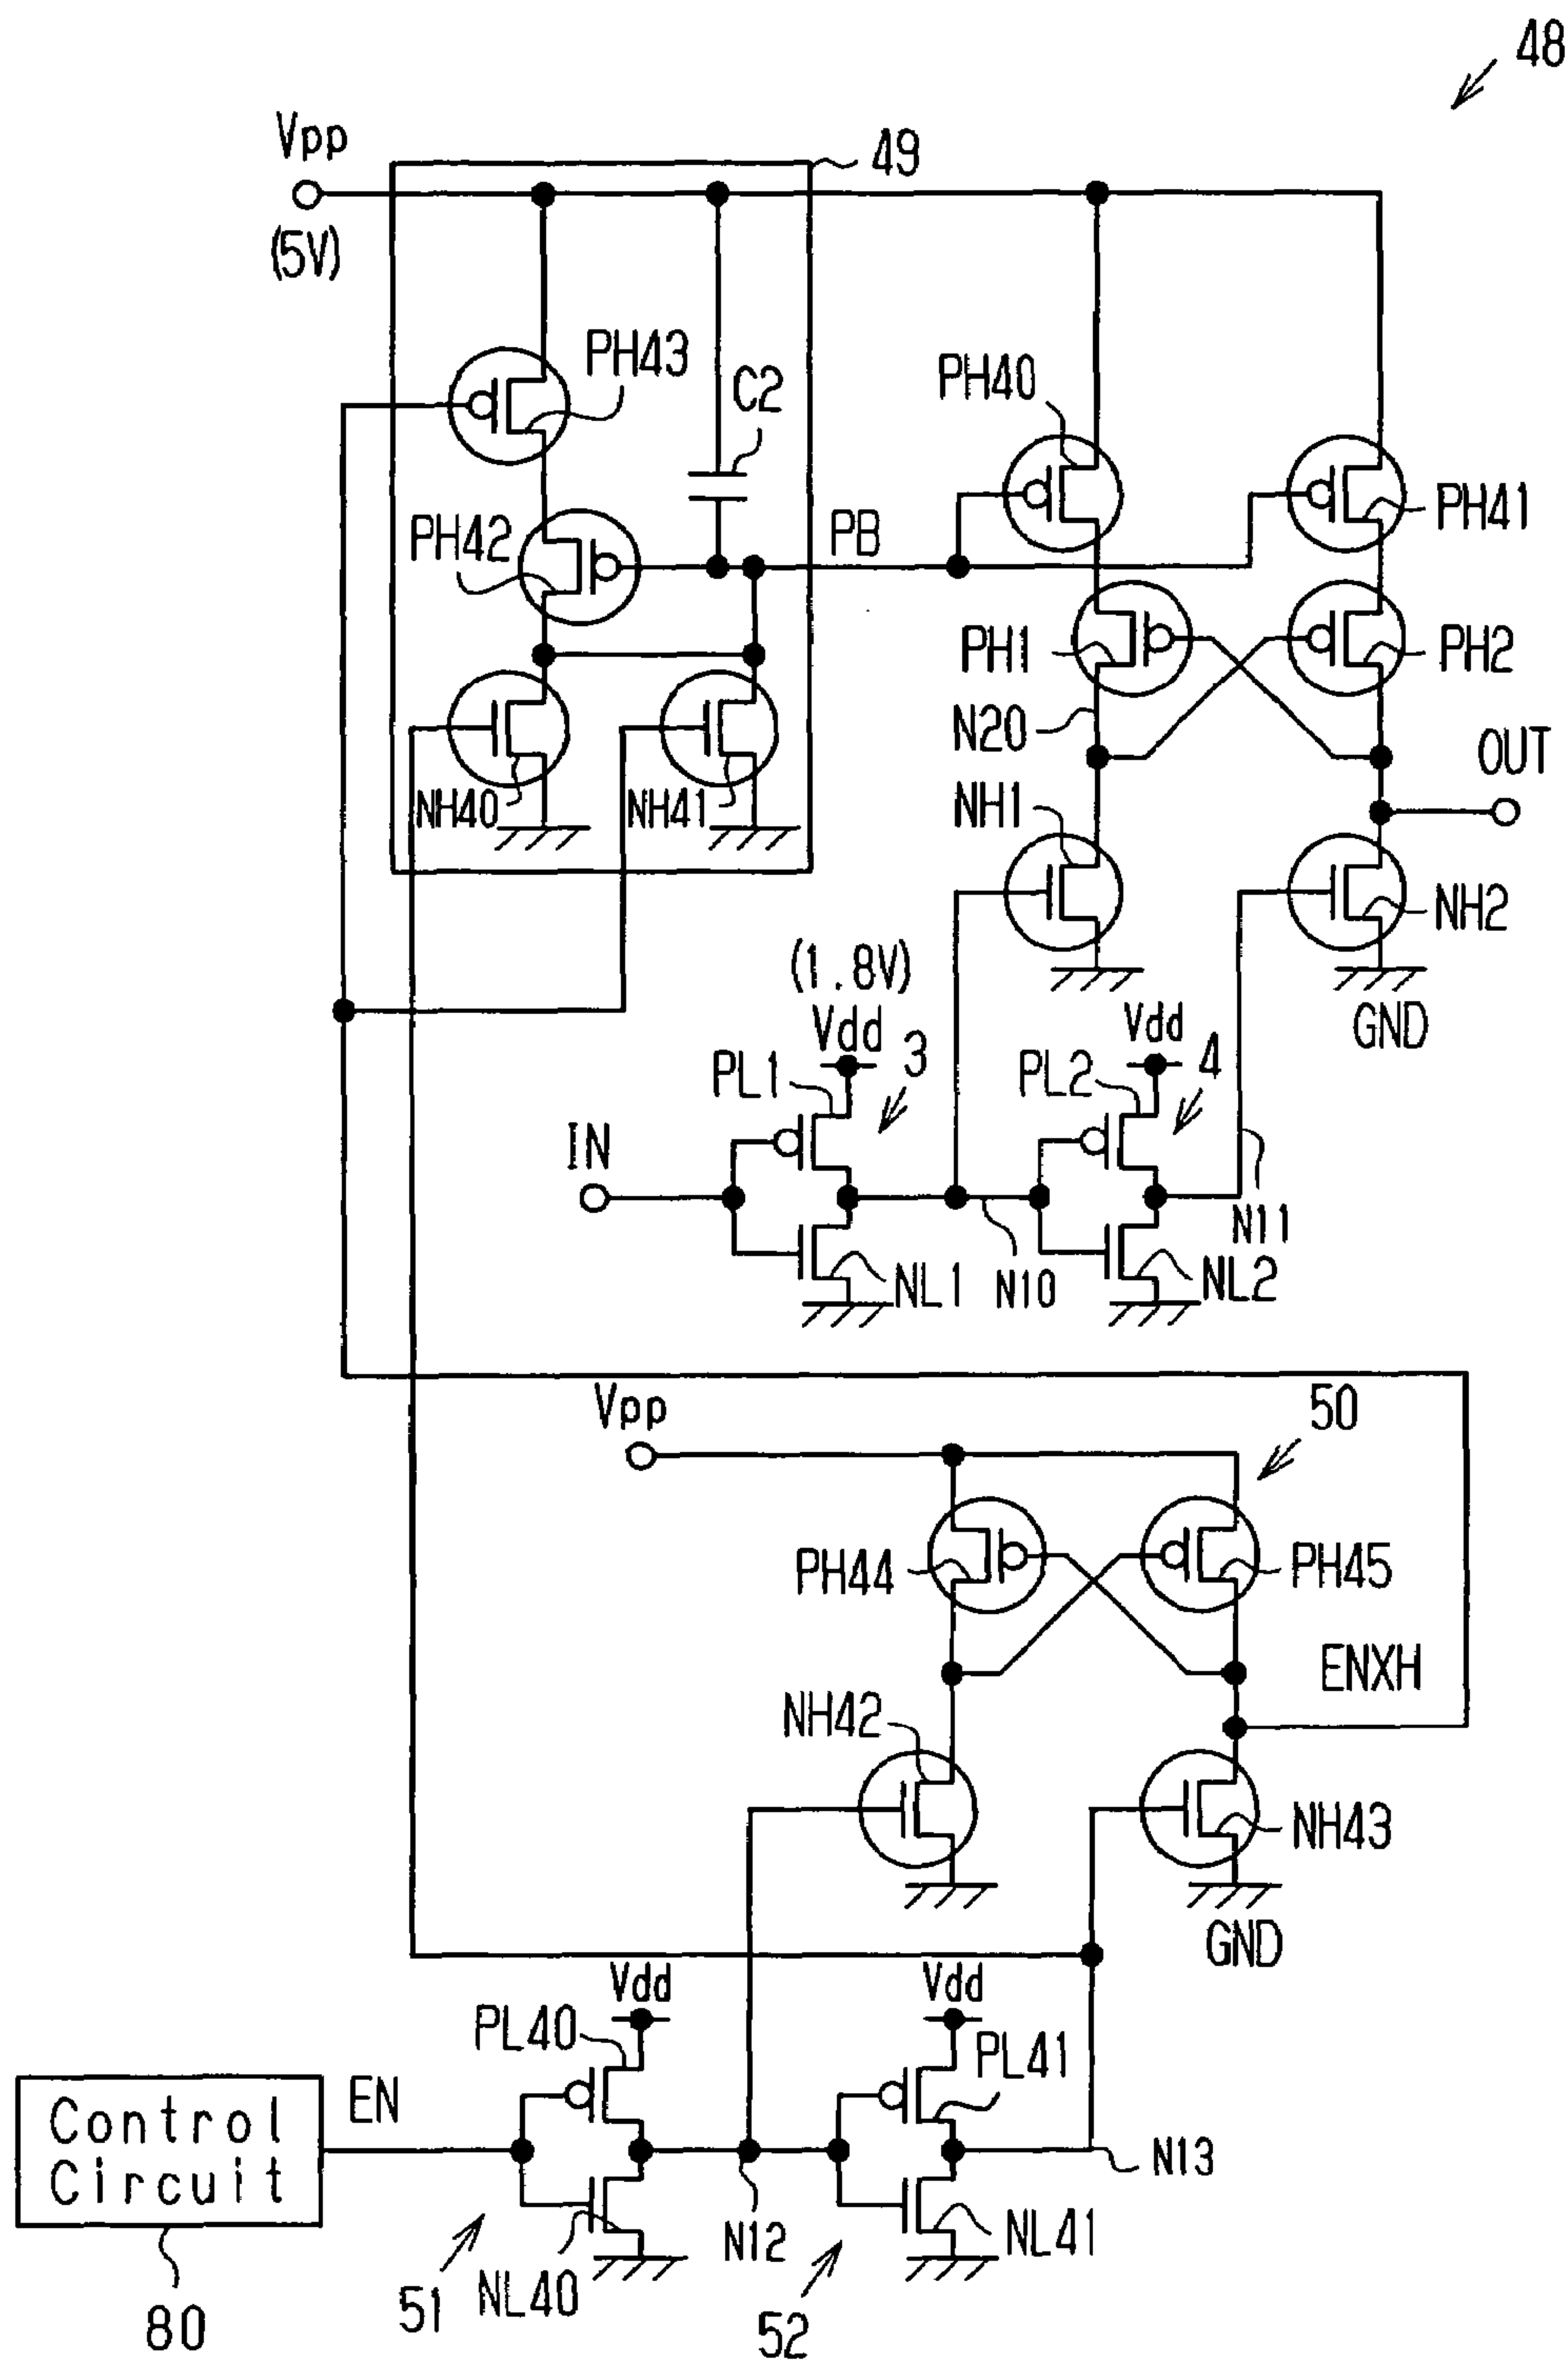 48
Vpp
49
(5V)
PH43
C2
PH40
PH42
PB
PH41
PH1
PH2
N20
OUT
NH40
NH41
NH1
NH2
(1.8V)
Vdd
3
Vdd
4
GND
PL1
PL2
IN
N11
NL1
N10
NL2
Vpp
50
PH44
PH45
ENXH
NH42
NH43
GND
Vdd
Vdd
PL40
PL41
EN
Control
Circuit
N13
N12
NL41
51
NL40
52
80